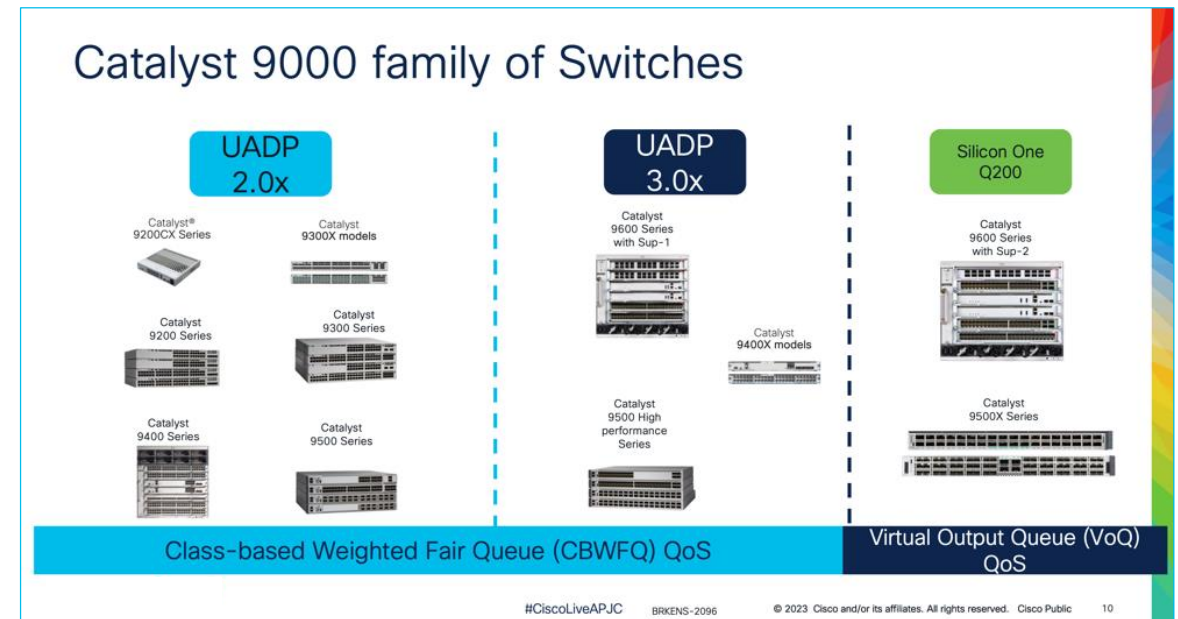 Catalyst 9000 family of Switches
UADP
2.0x
Catalyst®
9200CX Series
Catalyst
9300X models
Catalyst
9200 Series
Catalyst
9300 Series
Catalyst
9400 Series
Catalyst
9500 Series
UADP
3.0x
Catalyst
9600 Series
with Sup-1
Catalyst
9400X models
Catalyst
9500 High
performance
Series
Silicon One
Q200
Catalyst
9600 Series
with Sup-2
Catalyst
9500X Series
Class-based Weighted Fair Queue (CBWFQ) QoS
Virtual Output Queue (VoQ)
QoS
#CiscoLiveAPJC
BRKENS-2096
© 2023 Cisco and/or its affiliates. All rights reserved. Cisco Public
10